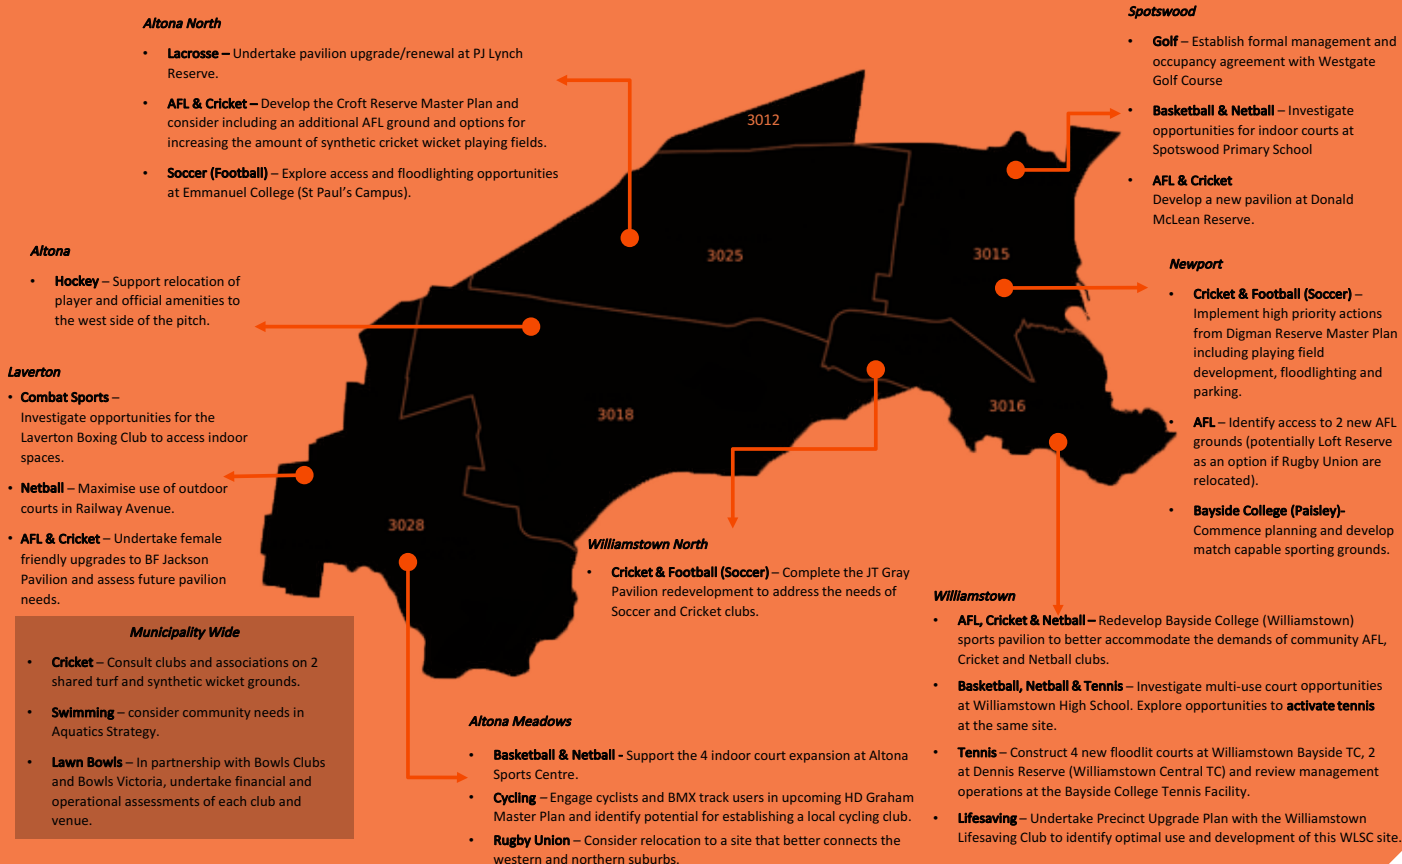 Altona North
• Lacrosse – Undertake pavilion upgrade/renewal at PJ Lynch
Reserve.
• AFL & Cricket – Develop the Croft Reserve Master Plan and
consider including an additional AFL ground and options for
increasing the amount of synthetic cricket wicket playing fields.
• Soccer (Football) – Explore access and floodlighting opportunities
at Emmanuel College (St Paul's Campus).
Altona
• Hockey – Support relocation of
player and official amenities to
the west side of the pitch.
Laverton
• Combat Sports –
Investigate opportunities for the
Laverton Boxing Club to access indoor
spaces.
• Netball – Maximise use of outdoor
courts in Railway Avenue.
• AFL & Cricket – Undertake female
friendly upgrades to BF Jackson
Pavilion and assess future pavilion
needs.
Municipality Wide
• Cricket – Consult clubs and associations on 2
shared turf and synthetic wicket grounds.
• Swimming – consider community needs in
Aquatics Strategy.
• Lawn Bowls – In partnership with Bowls Clubs
and Bowls Victoria, undertake financial and
operational assessments of each club and
venue.
3012
3025
3015
3018
3016
3028
Williamstown North
• Cricket & Football (Soccer) – Complete the JT Gray
Pavilion redevelopment to address the needs of
Soccer and Cricket clubs.
Altona Meadows
• Basketball & Netball - Support the 4 indoor court expansion at Altona
Sports Centre.
• Cycling – Engage cyclists and BMX track users in upcoming HD Graham
Master Plan and identify potential for establishing a local cycling club.
• Rugby Union – Consider relocation to a site that better connects the
western and northern suburbs.
Spotswood
• Golf – Establish formal management and
occupancy agreement with Westgate
Golf Course
• Basketball & Netball – Investigate
opportunities for indoor courts at
Spotswood Primary School
• AFL & Cricket
Develop a new pavilion at Donald
McLean Reserve.
Newport
• Cricket & Football (Soccer) –
Implement high priority actions
from Digman Reserve Master Plan
including playing field
development, floodlighting and
parking.
• AFL – Identify access to 2 new AFL
grounds (potentially Loft Reserve
as an option if Rugby Union are
relocated).
• Bayside College (Paisley)-
Commence planning and develop
match capable sporting grounds.
Williamstown
• AFL, Cricket & Netball – Redevelop Bayside College (Williamstown)
sports pavilion to better accommodate the demands of community AFL,
Cricket and Netball clubs.
• Basketball, Netball & Tennis – Investigate multi-use court opportunities
at Williamstown High School. Explore opportunities to activate tennis
at the same site.
• Tennis – Construct 4 new floodlit courts at Williamstown Bayside TC, 2
at Dennis Reserve (Williamstown Central TC) and review management
operations at the Bayside College Tennis Facility.
• Lifesaving – Undertake Precinct Upgrade Plan with the Williamstown
Lifesaving Club to identify optimal use and development of this WLSC site.